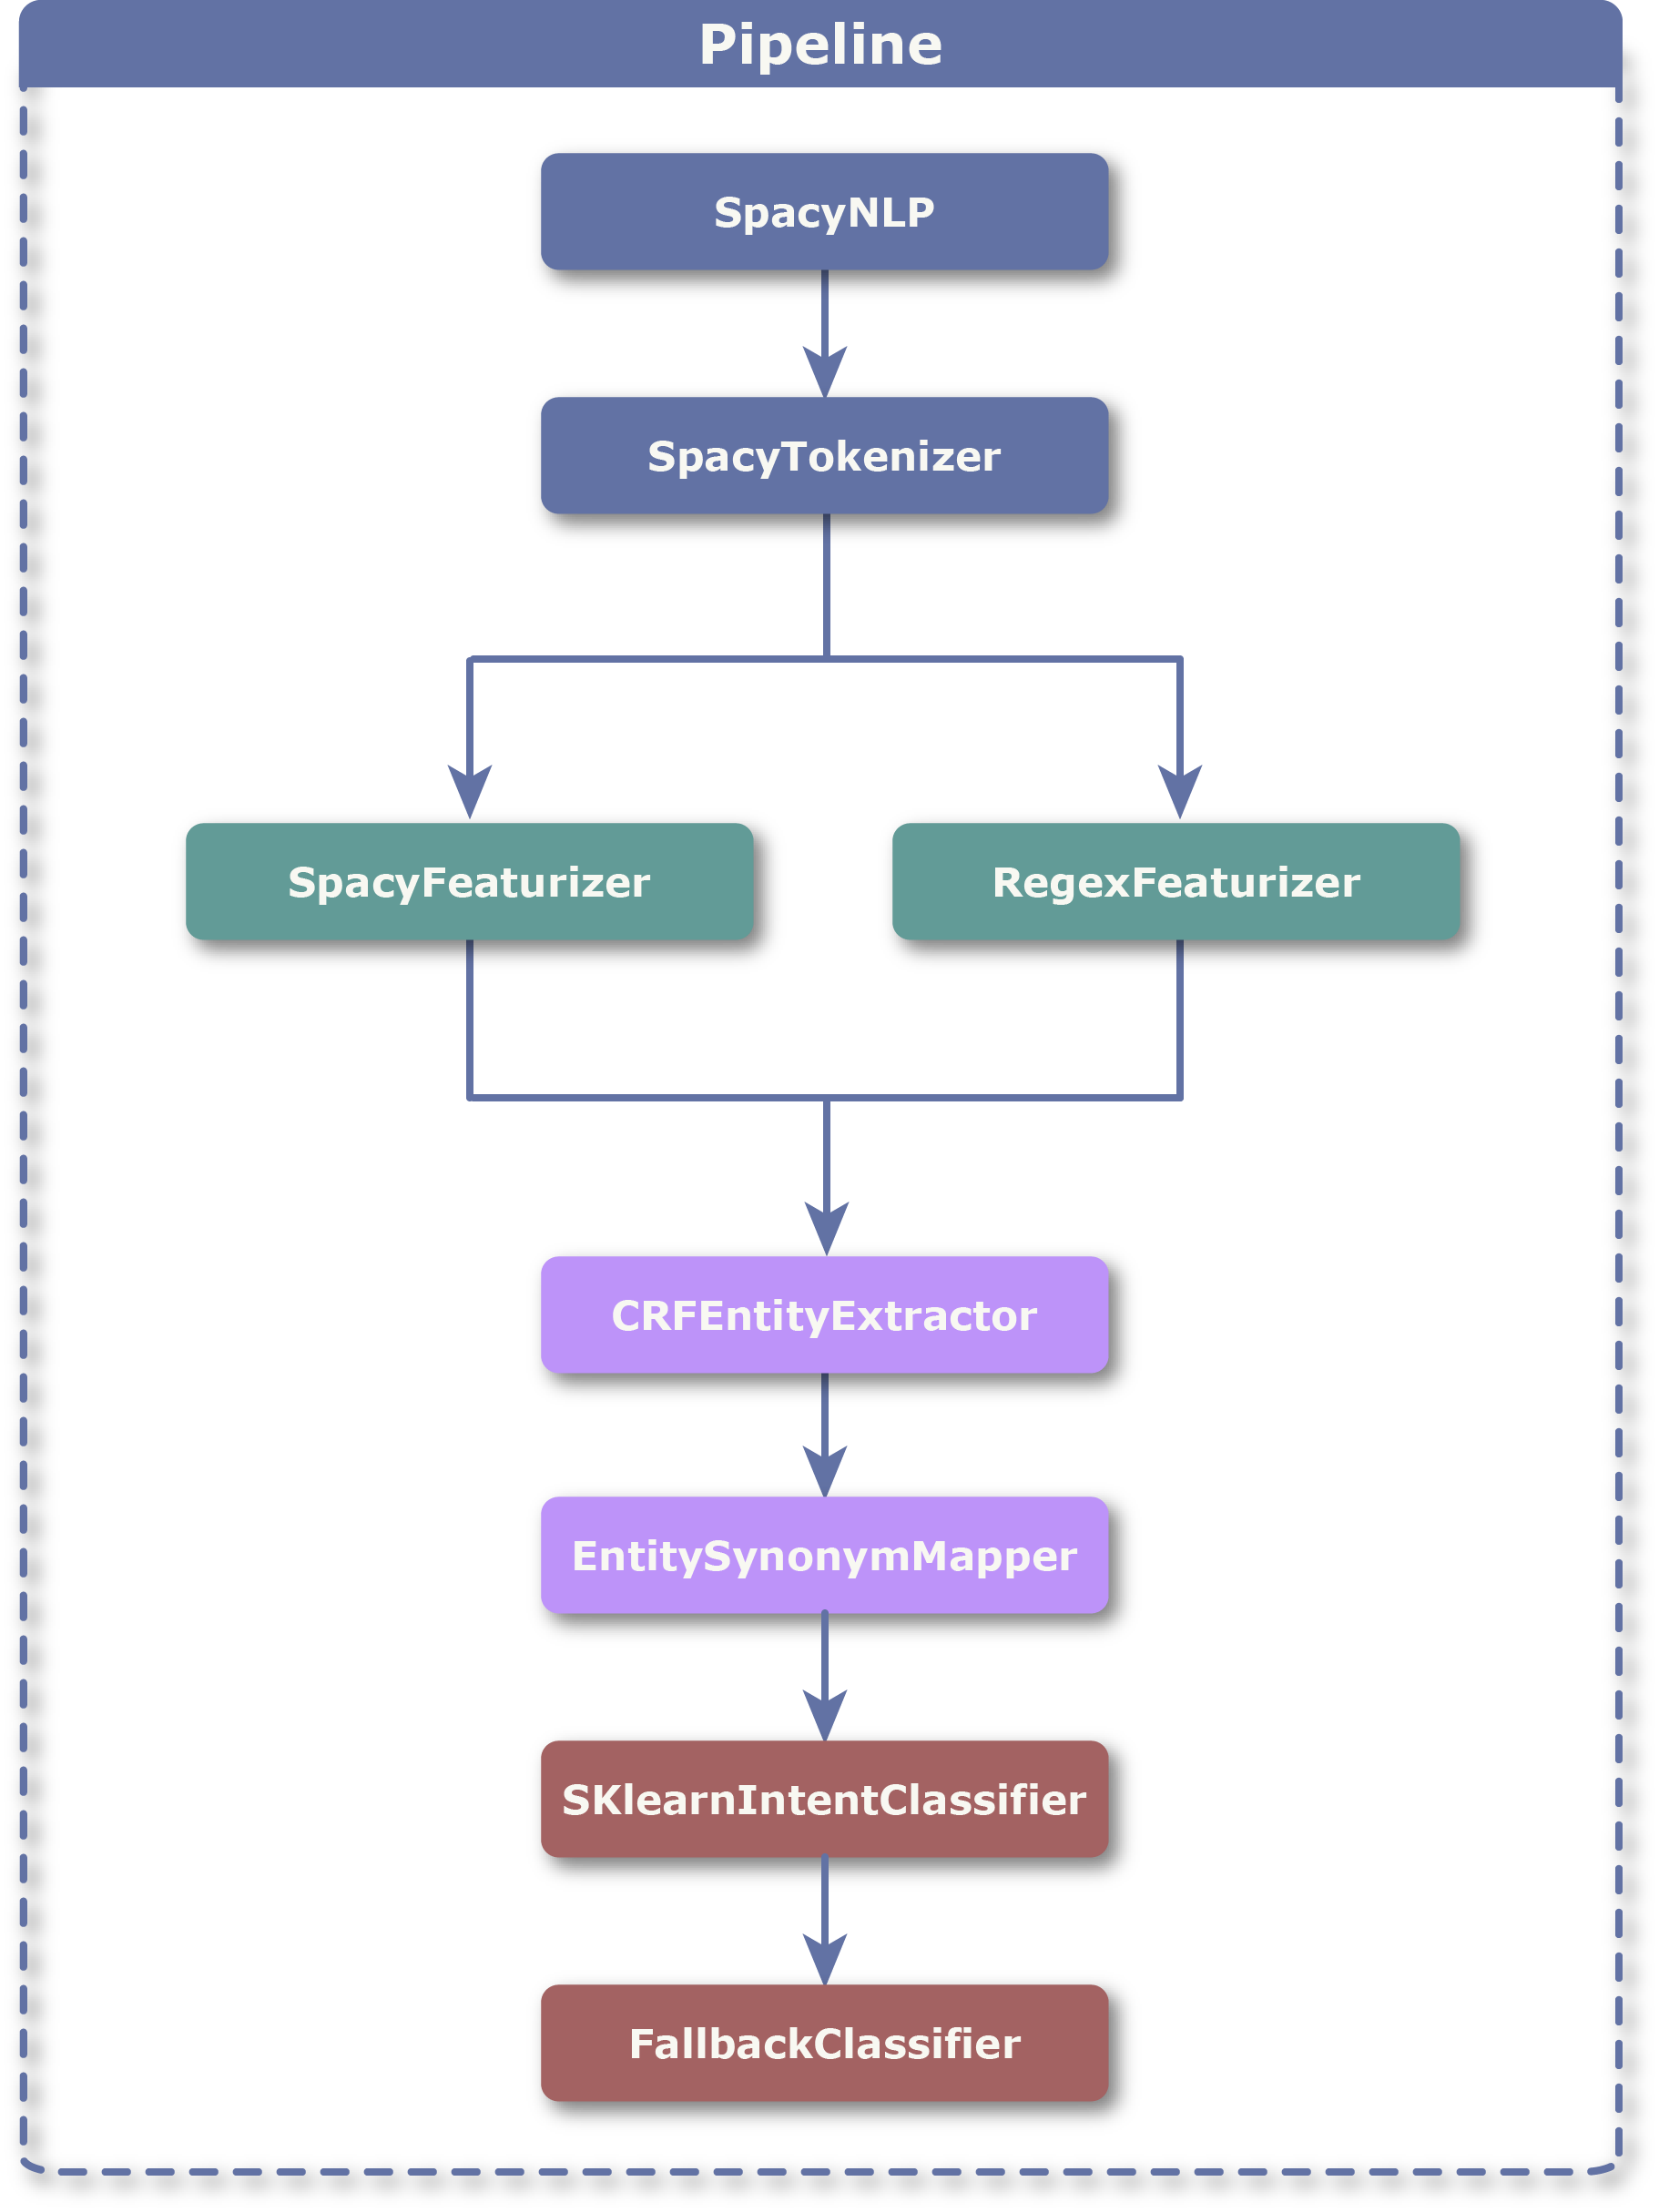 Pipeline
SpacyNLP
SpacyTokenizer
SpacyFeaturizer
RegexFeaturizer
CRFEntityExtractor
EntitySynonymMapper
SKlearnIntentClassifier
FallbackClassifier